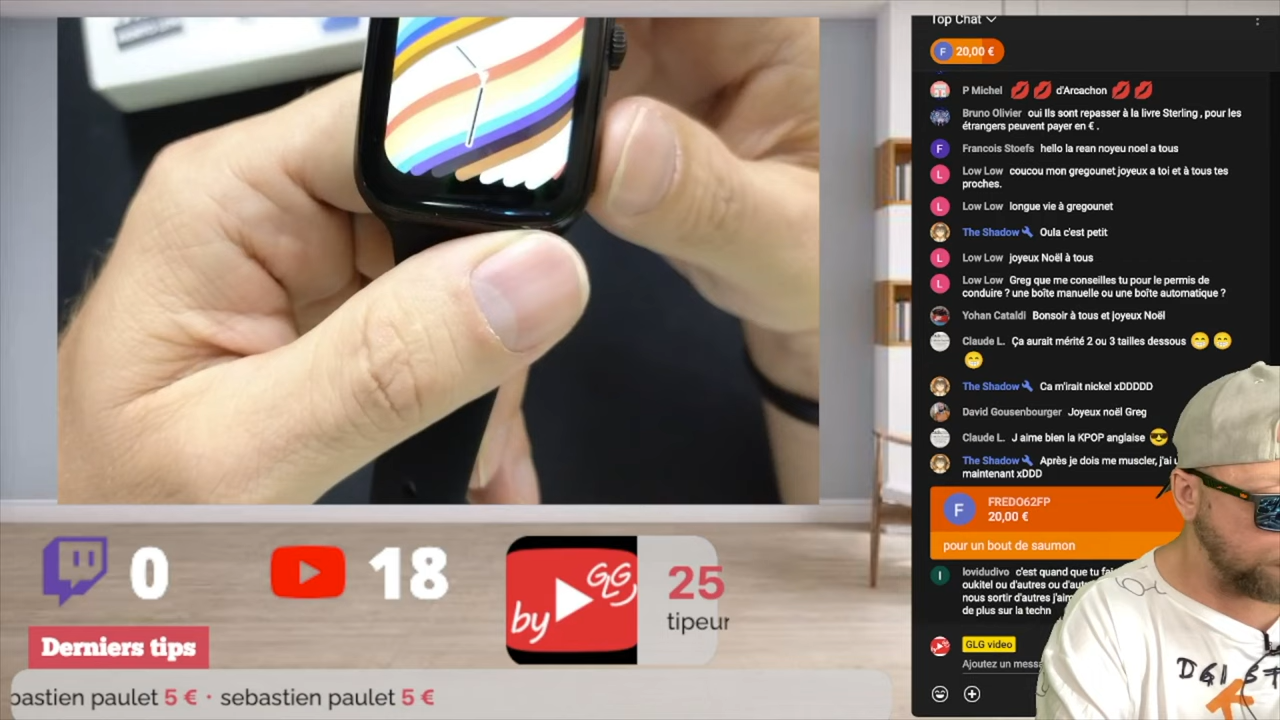 Top Chat
F 20,00 €
P Michel 💋 💋 d'Arcachon 💋 💋
Bruno Olivier oui Ils sont repasser à la livre Sterling , pour les
étrangers peuvent payer en € .
F Francois Stoefs hello la rean noyeu noel a tous
L Low Low coucou mon gregounet joyeux a toi et à tous tes
proches.
L Low Low longue vie à gregounet
The Shadow Oula c'est petit
L Low Low joyeux Noël à tous
L Low Low Greg que me conseilles tu pour le permis de
conduire ? une boîte manuelle ou une boîte automatique ?
Yohan Cataldi Bonsoir à tous et joyeux Noël
Claude L. Ça aurait mérité 2 ou 3 tailles dessous 😁 😁
😁
The Shadow Ca m'irait nickel xDDDDD
David Gousenbourger Joyeux noël Greg
Claude L. J aime bien la KPOP anglaise 😎
The Shadow Après je dois me muscler, j'ai
maintenant xDDD
F FREDO62FP
20,00 €
pour un bout de saumon
I lovidudivo c'est quand que tu
oukitel ou d'autres ou
nous sortir d'autres
de plus sur la techn
GLG video
Ajoutez un
0
18
by GLG
25
tipeur
Derniers tips
bastien paulet 5 € · sebastien paulet 5 €